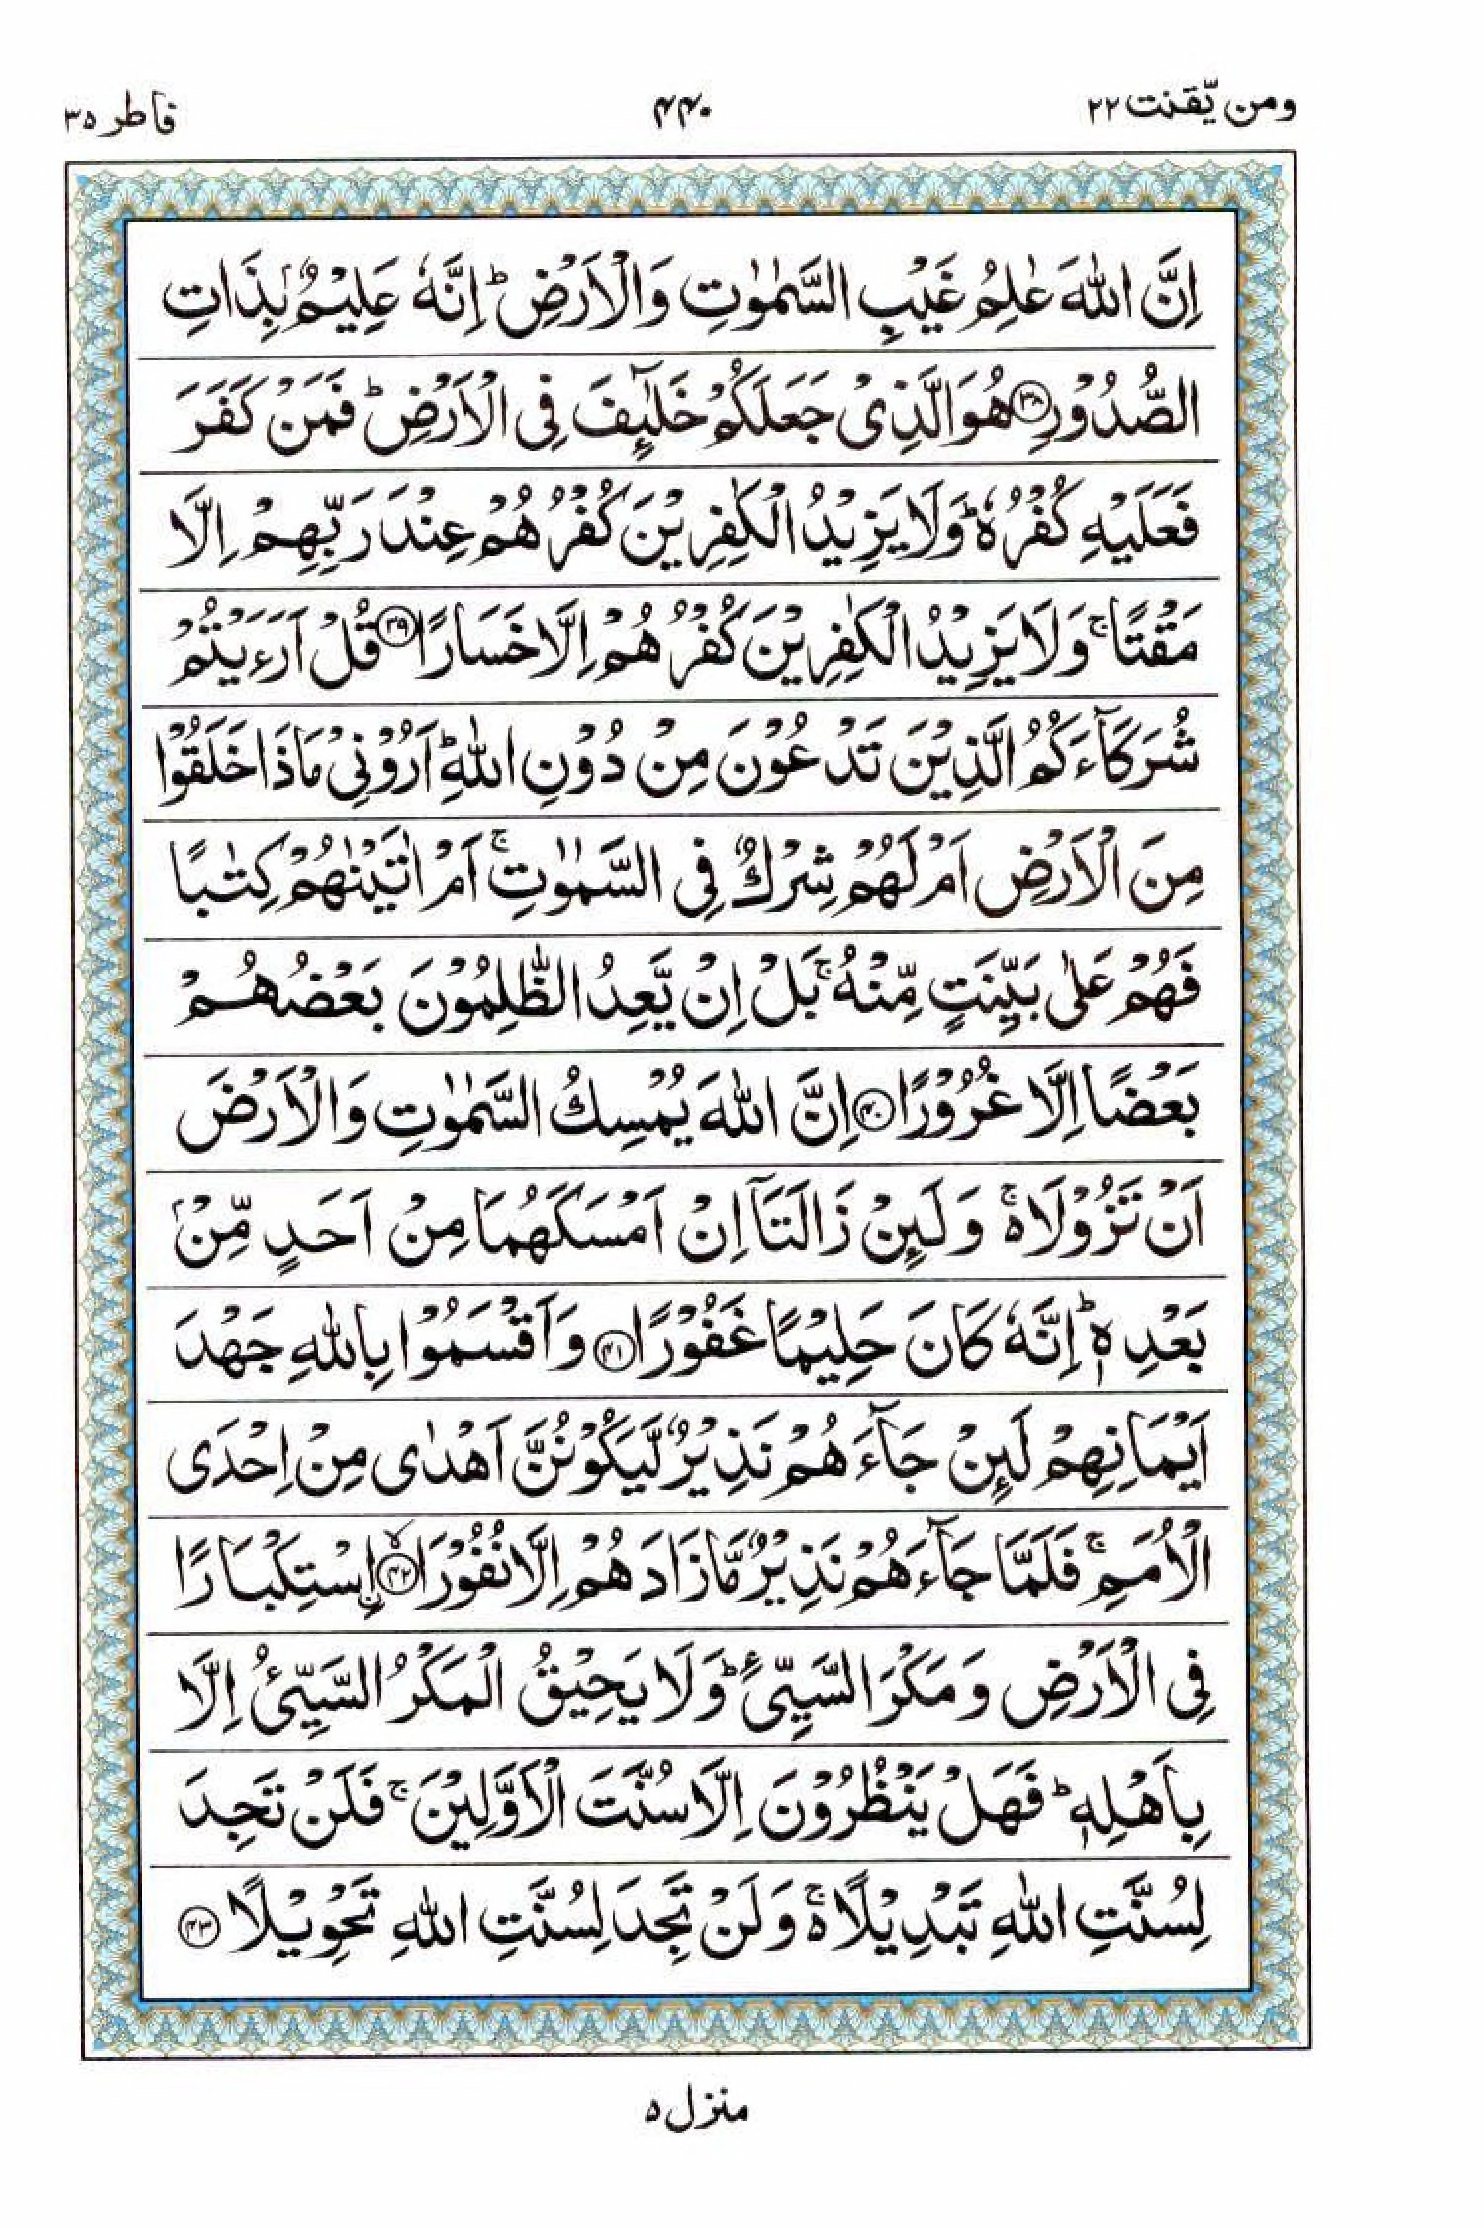 ومن يّقنت ٢٢ ۴۴۰ فاطر ۳۵
اِنَّ اللّٰهَ عٰلِمُ غَيْبِ السَّمٰوٰتِ وَالْاَرْضِ ؕ اِنَّهٗ عَلِيْمٌۢ بِذَاتِ
الصُّدُوْرِ ﴿۳۸﴾ هُوَ الَّذِىْ جَعَلَكُمْ خَلٰٓئِفَ فِى الْاَرْضِ ؕ فَمَنْ كَفَرَ
فَعَلَيْهِ كُفْرُهٗ ؕ وَلَا يَزِيْدُ الْكٰفِرِيْنَ كُفْرُهُمْ عِنْدَ رَبِّهِمْ اِلَّا
مَقْتًا ۚ وَلَا يَزِيْدُ الْكٰفِرِيْنَ كُفْرُهُمْ اِلَّا خَسَارًا ﴿۳۹﴾ قُلْ اَرَءَيْتُمْ
شُرَكَآءَكُمُ الَّذِيْنَ تَدْعُوْنَ مِنْ دُوْنِ اللّٰهِ ؕ اَرُوْنِىْ مَاذَا خَلَقُوْا
مِنَ الْاَرْضِ اَمْ لَهُمْ شِرْكٌ فِى السَّمٰوٰتِ ۚ اَمْ اٰتَيْنٰهُمْ كِتٰبًا
فَهُمْ عَلٰى بَيِّنَتٍ مِّنْهُ ۚ بَلْ اِنْ يَّعِدُ الظّٰلِمُوْنَ بَعْضُهُمْ
بَعْضًا اِلَّا غُرُوْرًا ﴿۴۰﴾ اِنَّ اللّٰهَ يُمْسِكُ السَّمٰوٰتِ وَالْاَرْضَ
اَنْ تَزُوْلَا ۚ۬ وَلَئِنْ زَالَتَاۤ اِنْ اَمْسَكَهُمَا مِنْ اَحَدٍ مِّنْۢ
بَعْدِهٖ ؕ اِنَّهٗ كَانَ حَلِيْمًا غَفُوْرًا ﴿۴۱﴾ وَاَقْسَمُوْا بِاللّٰهِ جَهْدَ
اَيْمَانِهِمْ لَئِنْ جَآءَهُمْ نَذِيْرٌ لَّيَكُوْنُنَّ اَهْدٰى مِنْ اِحْدَى
الْاُمَمِ ۚ فَلَمَّا جَآءَهُمْ نَذِيْرٌ مَّا زَادَهُمْ اِلَّا نُفُوْرًا ۙ﴿۴۲﴾ اۨسْتِكْبَارًا
فِى الْاَرْضِ وَمَكْرَ السَّيِّئِ ؕ وَلَا يَحِيْقُ الْمَكْرُ السَّيِّئُ اِلَّا
بِاَهْلِهٖ ؕ فَهَلْ يَنْظُرُوْنَ اِلَّا سُنَّتَ الْاَوَّلِيْنَ ۚ فَلَنْ تَجِدَ
لِسُنَّتِ اللّٰهِ تَبْدِيْلًا ۚ۬ وَلَنْ تَجِدَ لِسُنَّتِ اللّٰهِ تَحْوِيْلًا ﴿۴۳﴾
منزل ۵